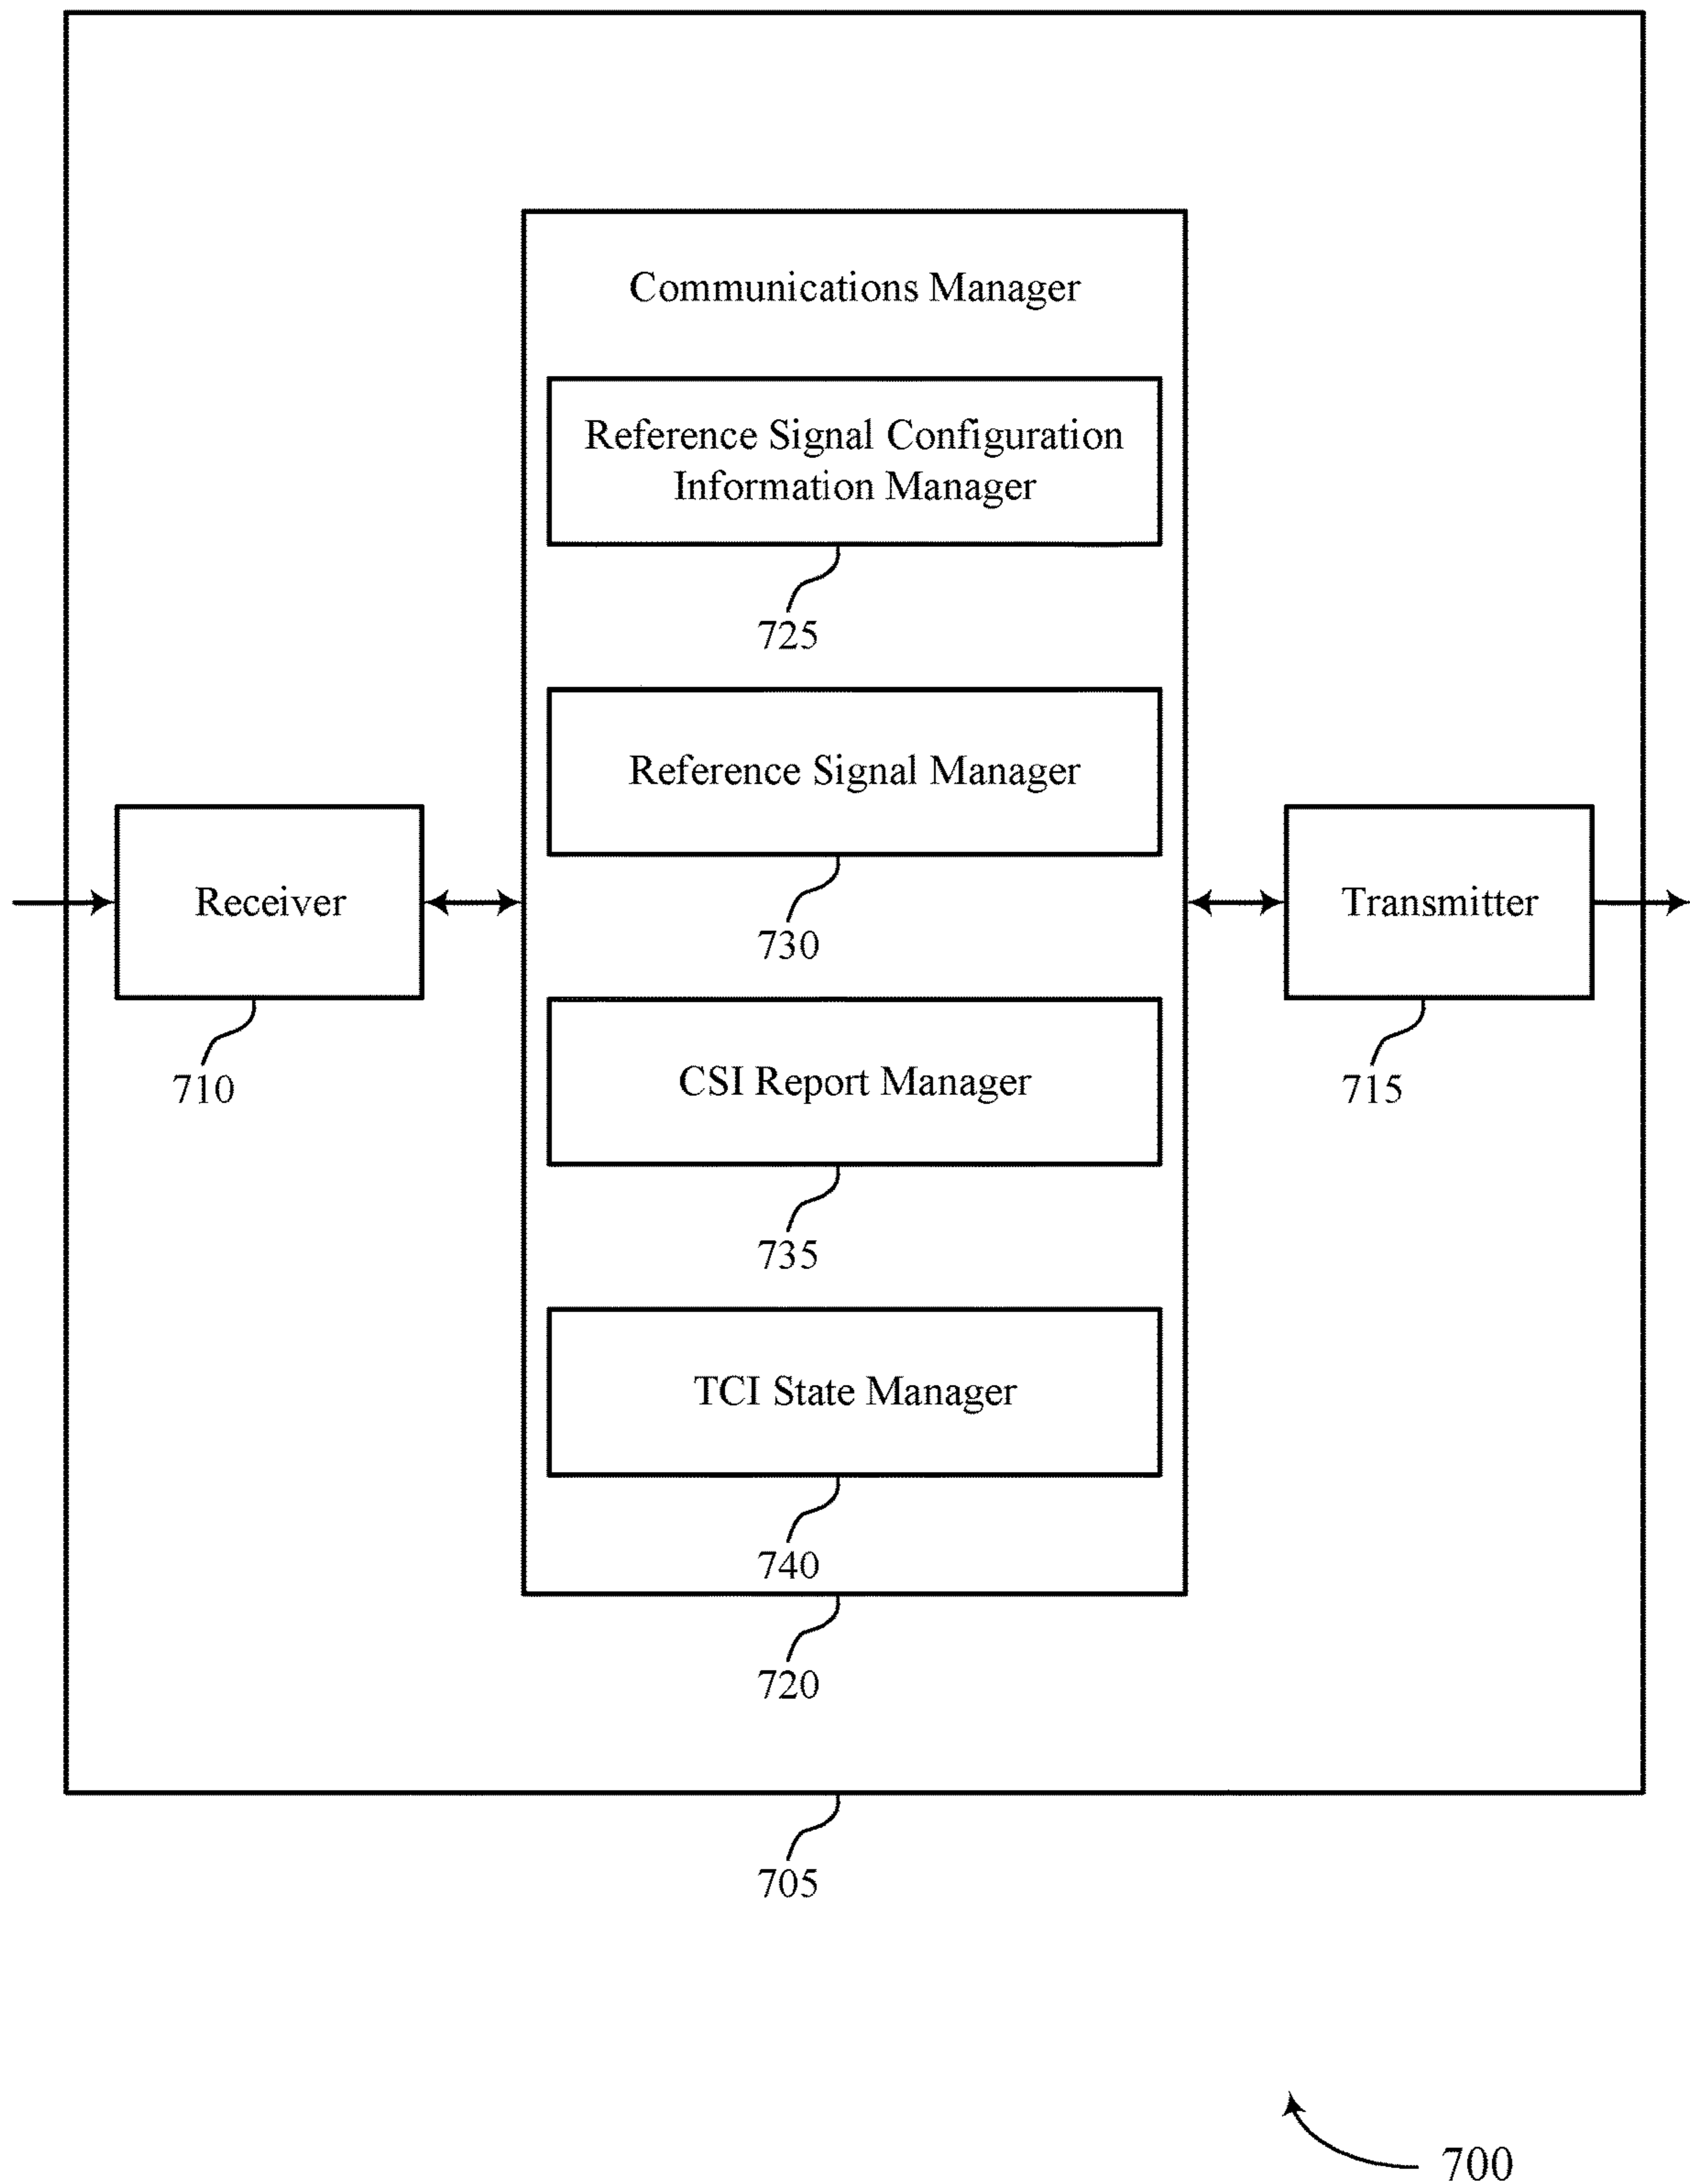 Communications Manager
Reference Signal Configuration
Information Manager
725
Reference Signal Manager
730
Receiver
710
Transmitter
715
CSI Report Manager
735
TCI State Manager
740
720
705
700